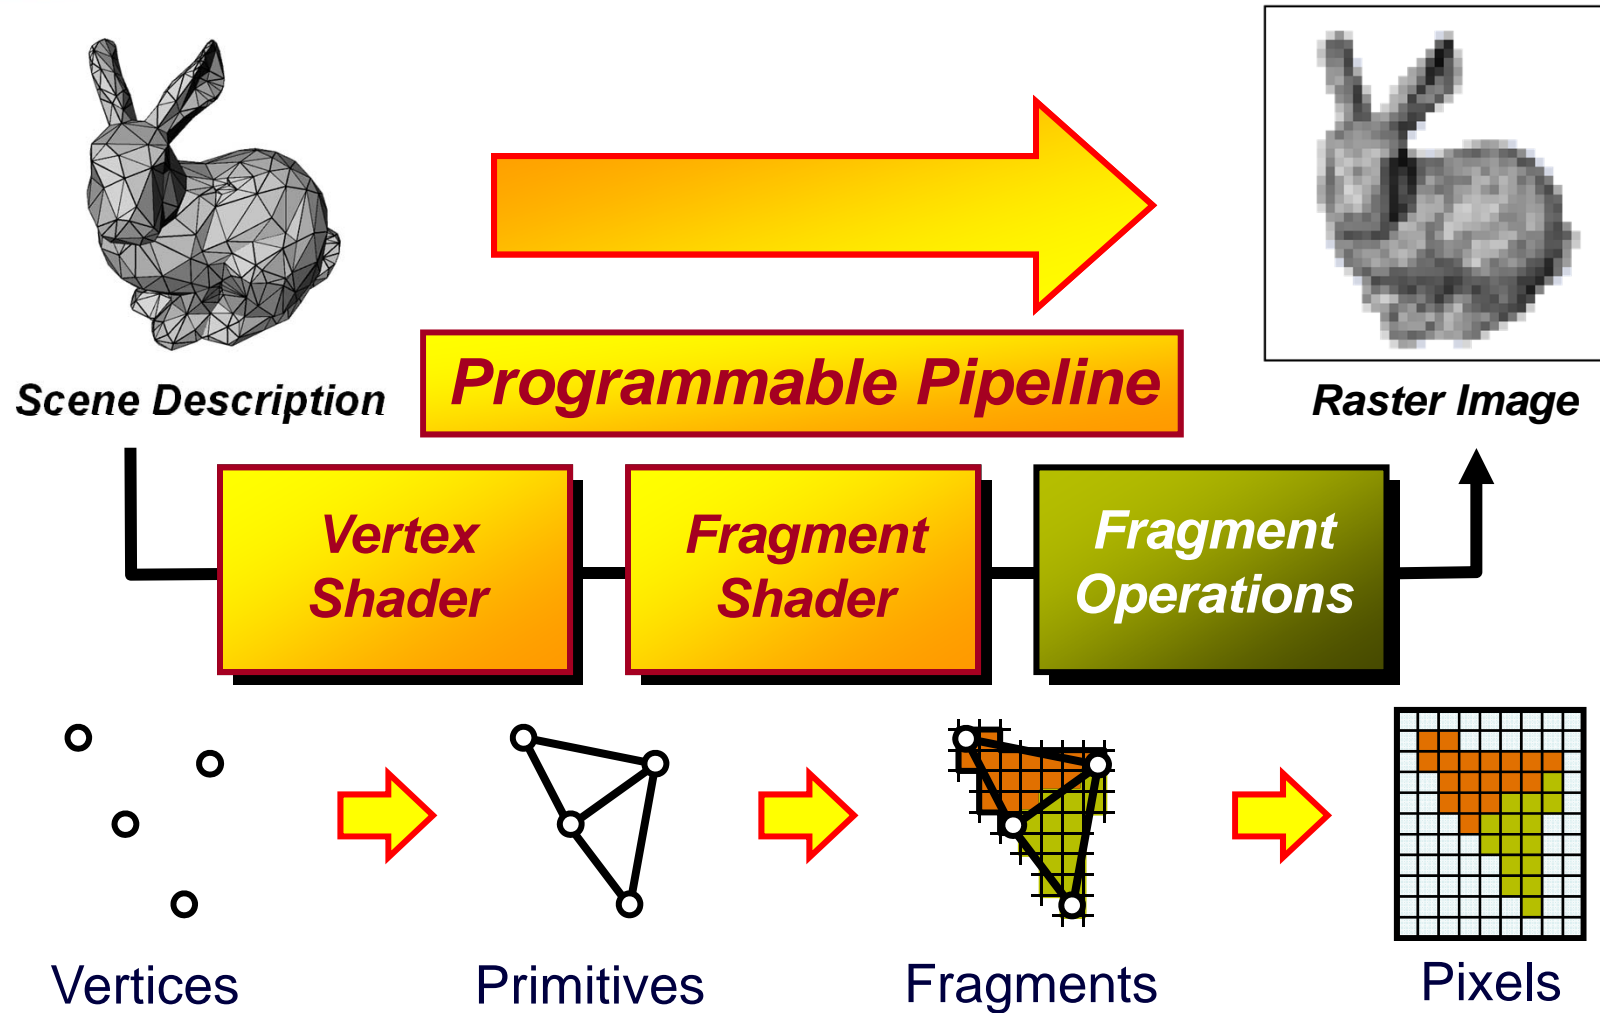 Programmable Pipeline
Scene Description
Raster Image
Vertex
Shader
Fragment
Shader
Fragment
Operations
Vertices
Primitives
Fragments
Pixels